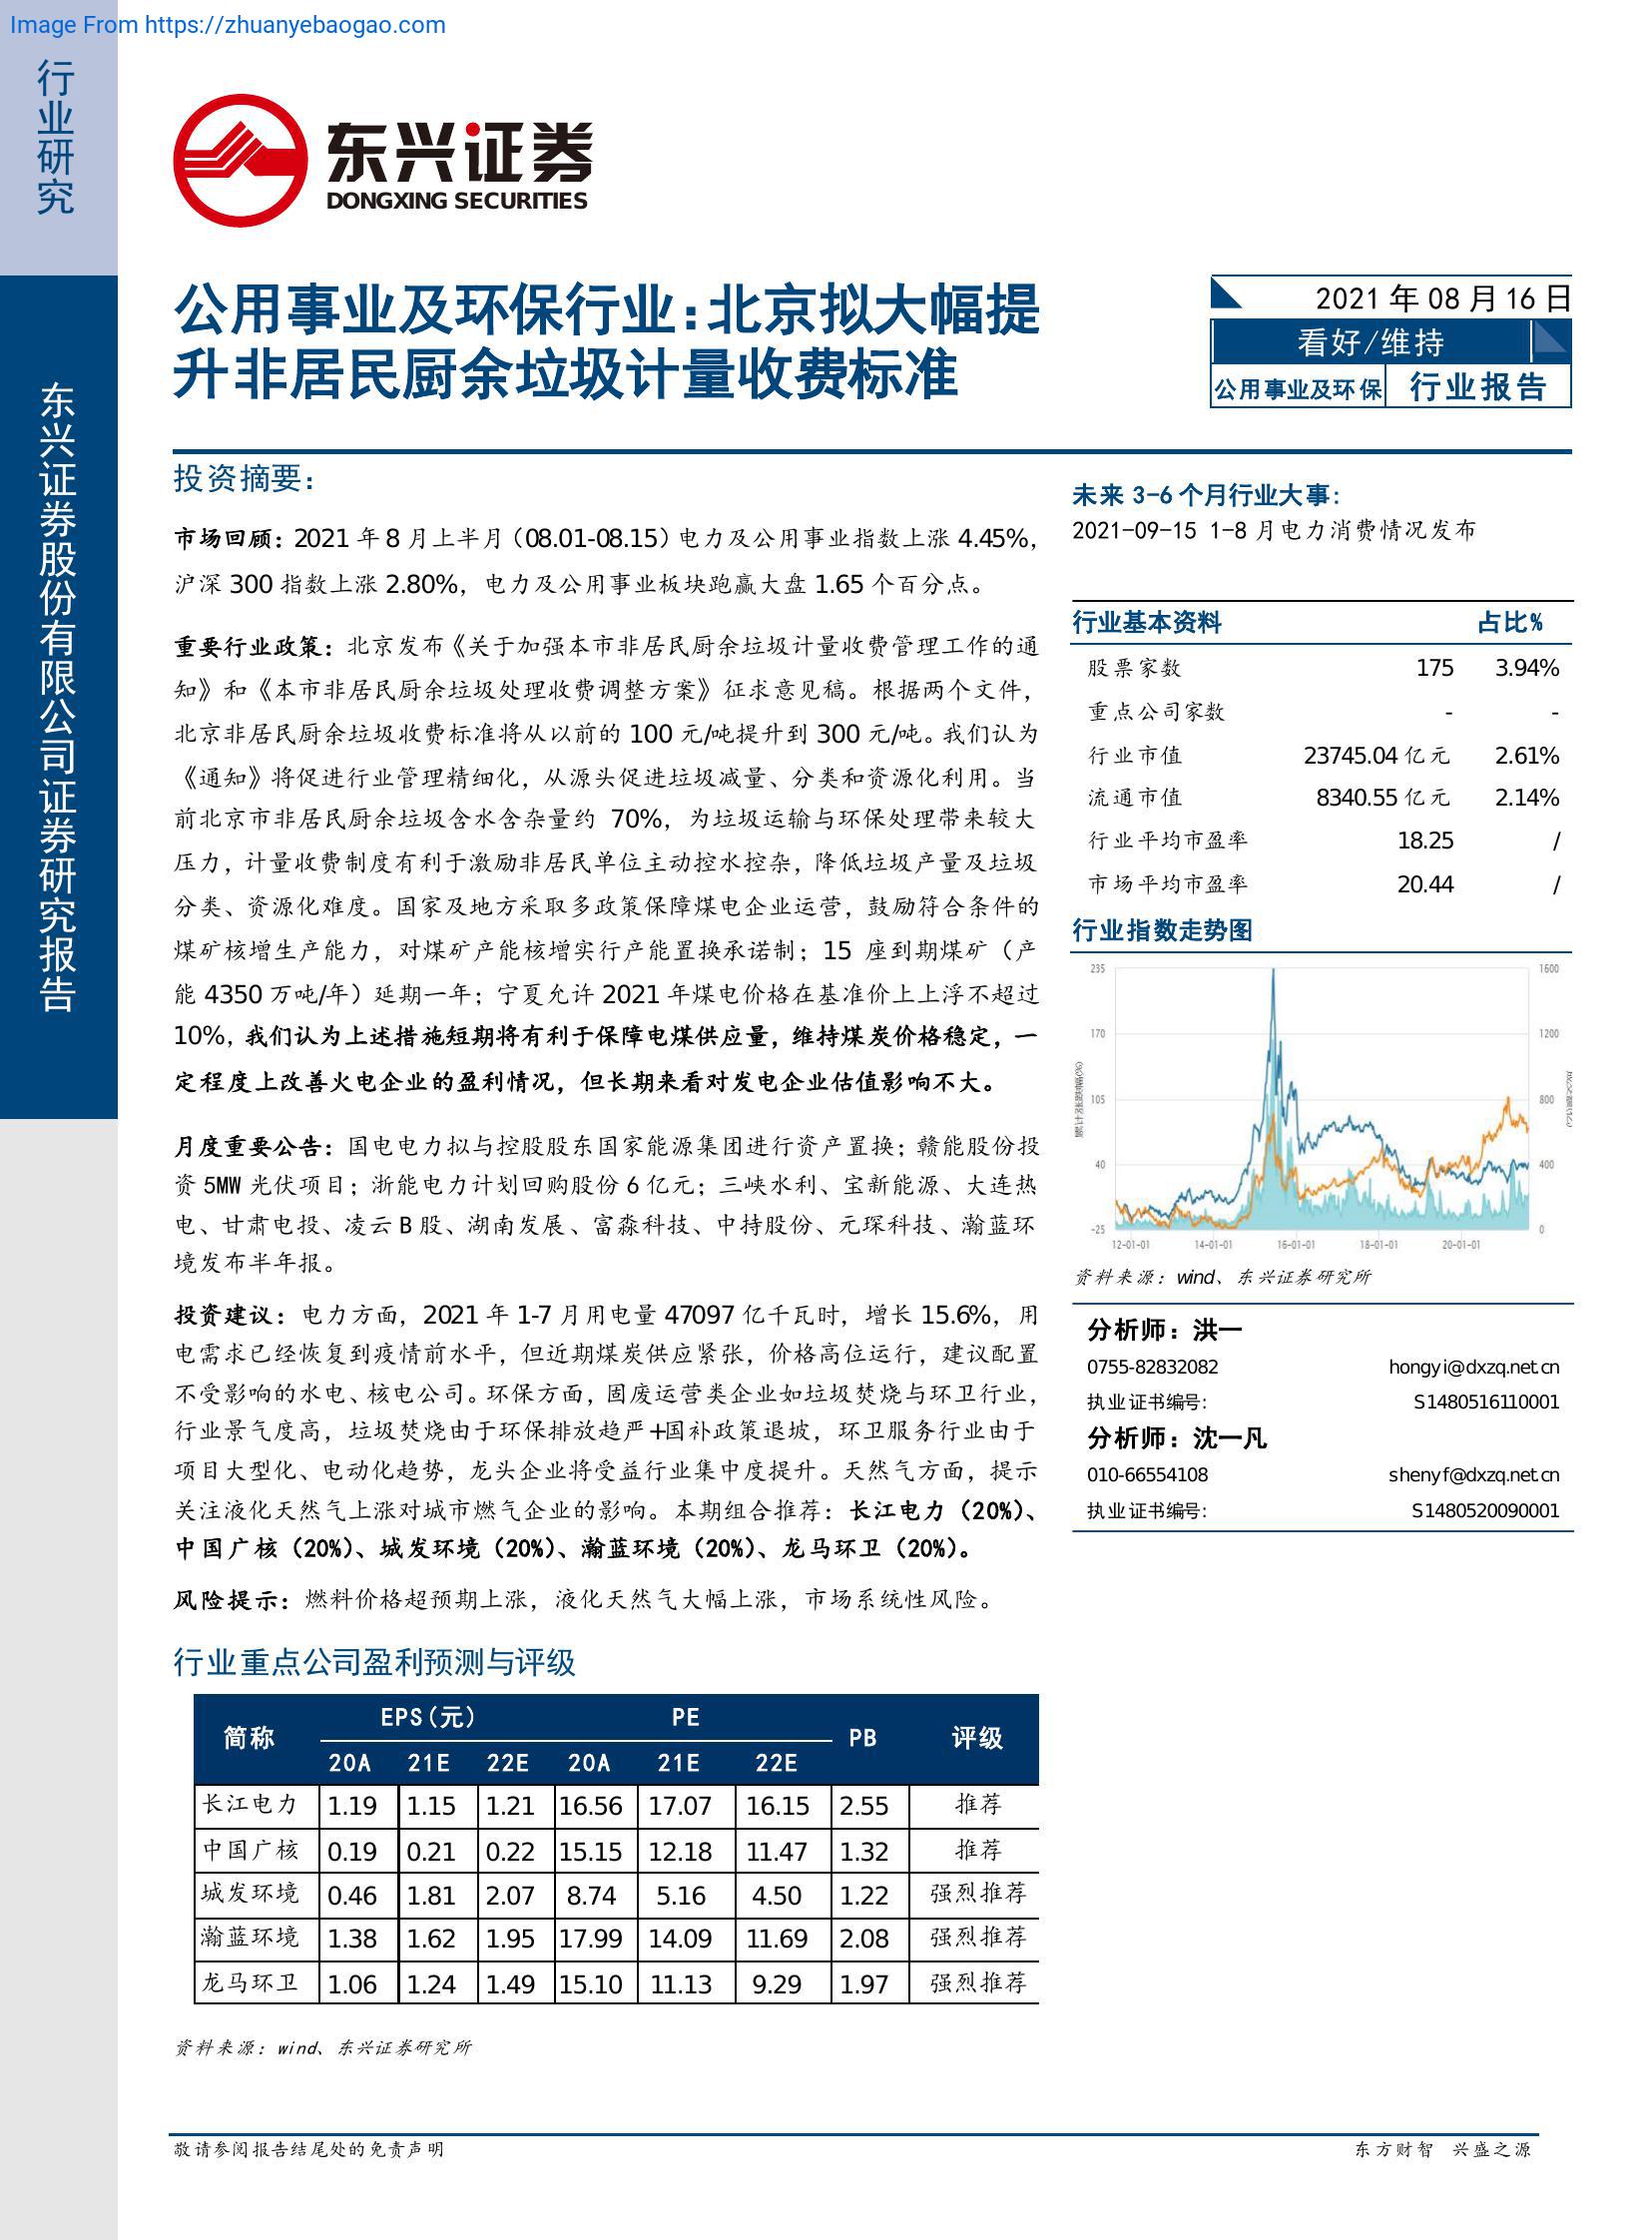 Image From https://zhuanyebaogao.com
行业研究
东兴证券股份有限公司证券研究报告
东兴证券
DONGXING SECURITIES
公用事业及环保行业：北京拟大幅提
升非居民厨余垃圾计量收费标准
2021 年 08 月 16 日
看好/维持
公用事业及环保 行业报告
投资摘要：
市场回顾：2021 年 8 月上半月（08.01-08.15）电力及公用事业指数上涨 4.45%，
沪深 300 指数上涨 2.80%，电力及公用事业板块跑赢大盘 1.65 个百分点。
重要行业政策：北京发布《关于加强本市非居民厨余垃圾计量收费管理工作的通
知》和《本市非居民厨余垃圾处理收费调整方案》征求意见稿。根据两个文件，
北京非居民厨余垃圾收费标准将从以前的 100 元/吨提升到 300 元/吨。我们认为
《通知》将促进行业管理精细化，从源头促进垃圾减量、分类和资源化利用。当
前北京市非居民厨余垃圾含水含杂量约 70%，为垃圾运输与环保处理带来较大
压力，计量收费制度有利于激励非居民单位主动控水控杂，降低垃圾产量及垃圾
分类、资源化难度。国家及地方采取多政策保障煤电企业运营，鼓励符合条件的
煤矿核增生产能力，对煤矿产能核增实行产能置换承诺制；15 座到期煤矿（产
能 4350 万吨/年）延期一年；宁夏允许 2021 年煤电价格在基准价上上浮不超过
10%，我们认为上述措施短期将有利于保障电煤供应量，维持煤炭价格稳定，一
定程度上改善火电企业的盈利情况，但长期来看对发电企业估值影响不大。
月度重要公告：国电电力拟与控股股东国家能源集团进行资产置换；赣能股份投
资 5MW 光伏项目；浙能电力计划回购股份 6 亿元；三峡水利、宝新能源、大连热
电、甘肃电投、凌云 B 股、湖南发展、富淼科技、中持股份、元琛科技、瀚蓝环
境发布半年报。
投资建议：电力方面，2021 年 1-7 月用电量 47097 亿千瓦时，增长 15.6%，用
电需求已经恢复到疫情前水平，但近期煤炭供应紧张，价格高位运行，建议配置
不受影响的水电、核电公司。环保方面，固废运营类企业如垃圾焚烧与环卫行业，
行业景气度高，垃圾焚烧由于环保排放趋严+国补政策退坡，环卫服务行业由于
项目大型化、电动化趋势，龙头企业将受益行业集中度提升。天然气方面，提示
关注液化天然气上涨对城市燃气企业的影响。本期组合推荐：长江电力（20%）、
中国广核（20%）、城发环境（20%）、瀚蓝环境（20%）、龙马环卫（20%）。
风险提示：燃料价格超预期上涨，液化天然气大幅上涨，市场系统性风险。
行业重点公司盈利预测与评级
简称 EPS(元) PE PB 评级
20A 21E 22E 20A 21E 22E
长江电力 1.19 1.15 1.21 16.56 17.07 16.15 2.55 推荐
中国广核 0.19 0.21 0.22 15.15 12.18 11.47 1.32 推荐
城发环境 0.46 1.81 2.07 8.74 5.16 4.50 1.22 强烈推荐
瀚蓝环境 1.38 1.62 1.95 17.99 14.09 11.69 2.08 强烈推荐
龙马环卫 1.06 1.24 1.49 15.10 11.13 9.29 1.97 强烈推荐
资料来源：wind、东兴证券研究所
未来 3-6 个月行业大事：
2021-09-15 1-8 月电力消费情况发布
行业基本资料 占比%
股票家数 175 3.94%
重点公司家数 - -
行业市值 23745.04 亿元 2.61%
流通市值 8340.55 亿元 2.14%
行业平均市盈率 18.25 /
市场平均市盈率 20.44 /
行业指数走势图
235 1600
170 1200
105 800
40 400
-25 0
12-01-01 14-01-01 16-01-01 18-01-01 20-01-01
资料来源：wind、东兴证券研究所
分析师：洪一
0755-82832082 hongyi@dxzq.net.cn
执业证书编号: S1480516110001
分析师：沈一凡
010-66554108 shenyf@dxzq.net.cn
执业证书编号: S1480520090001
敬请参阅报告结尾处的免责声明 东方财智 兴盛之源